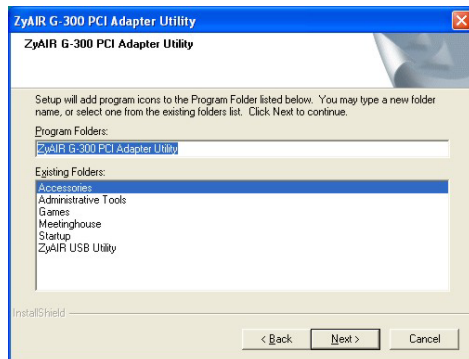 ZyAIR G-300 PCI Adapter Utility
ZyAIR G-300 PCI Adapter Utility
Setup will add program icons to the Program Folder listed below. You may type a new folder
name, or select one from the existing folders list. Click Next to continue.
Program Folders:
ZyAIR G-300 PCI Adapter Utility
Existing Folders:
Accessories
Administrative Tools
Games
Meetinghouse
Startup
ZyAIR USB Utility
InstallShield
< Back
Next >
Cancel